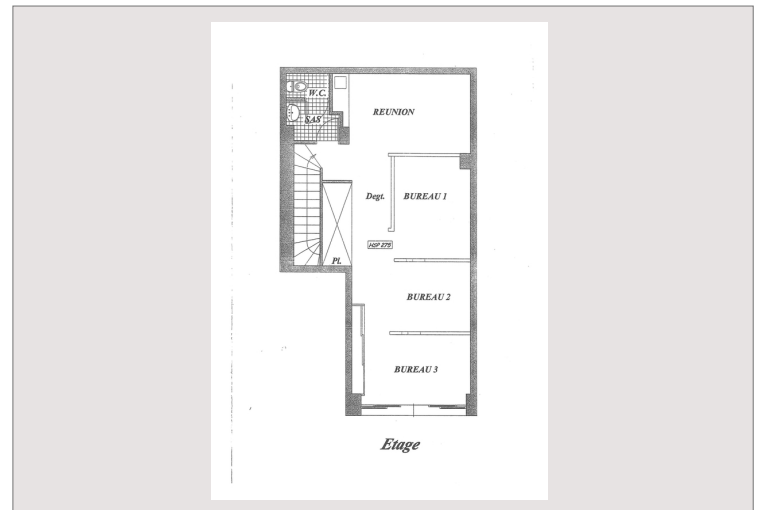 W.C.
SAS
REUNION
Degt.
BUREAU 1
HSP 275
Pl.
BUREAU 2
BUREAU 3
Etage